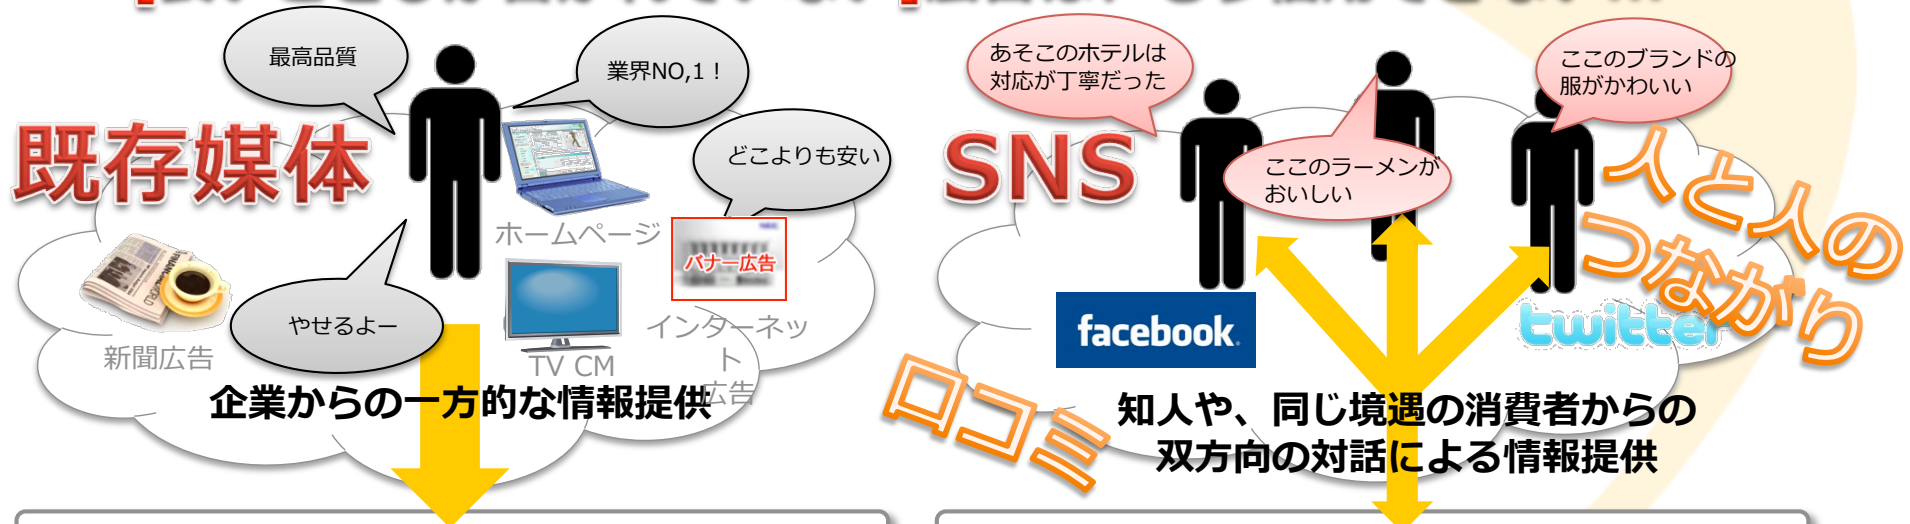 最高品質
業界NO,1！
どこよりも安い
既存媒体
ホームページ
バナー広告
やせるよー
新聞広告
TV CM
インターネッ
ト
広告
企業からの一方的な情報提供
あそこのホテルは
対応が丁寧だった
ここのブランドの
服がかわいい
SNS
ここのラーメンが
おいしい
人と人の
つながり
facebook
twitter
口コミ
知人や、同じ境遇の消費者からの
双方向の対話による情報提供